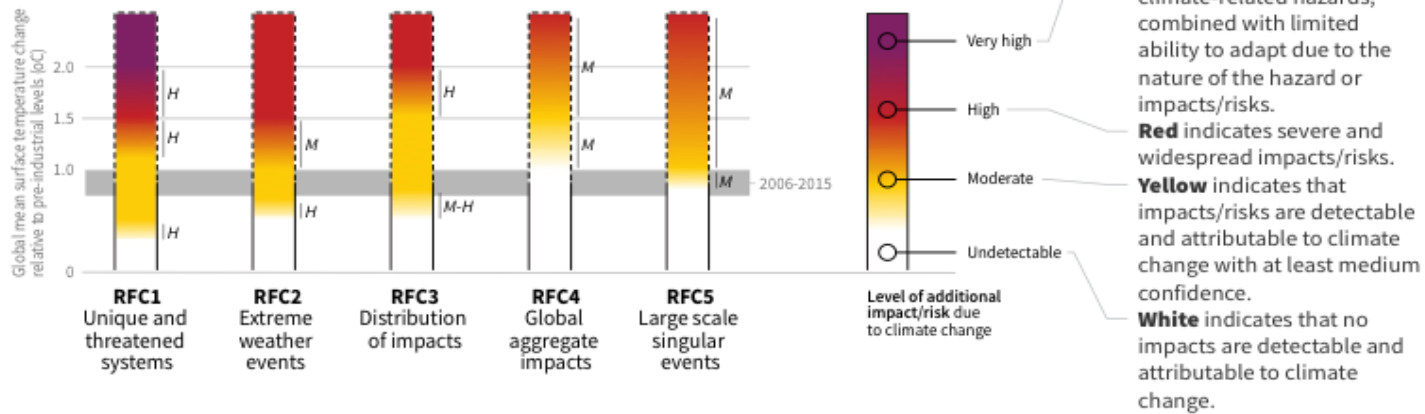 Global mean surface temperature change
relative to pre-industrial levels (oC)
2.0
1.5
1.0
0
H
H
H
M
H
H
M-H
M
M
M
M
2006-2015
RFC1
Unique and
threatened
systems
RFC2
Extreme
weather
events
RFC3
Distribution
of impacts
RFC4
Global
aggregate
impacts
RFC5
Large scale
singular
events
Very high
High
Moderate
Undetectable
Level of additional
impact/risk due
to climate change
climate-related hazards,
combined with limited
ability to adapt due to the
nature of the hazard or
impacts/risks.
Red indicates severe and
widespread impacts/risks.
Yellow indicates that
impacts/risks are detectable
and attributable to climate
change with at least medium
confidence.
White indicates that no
impacts are detectable and
attributable to climate
change.